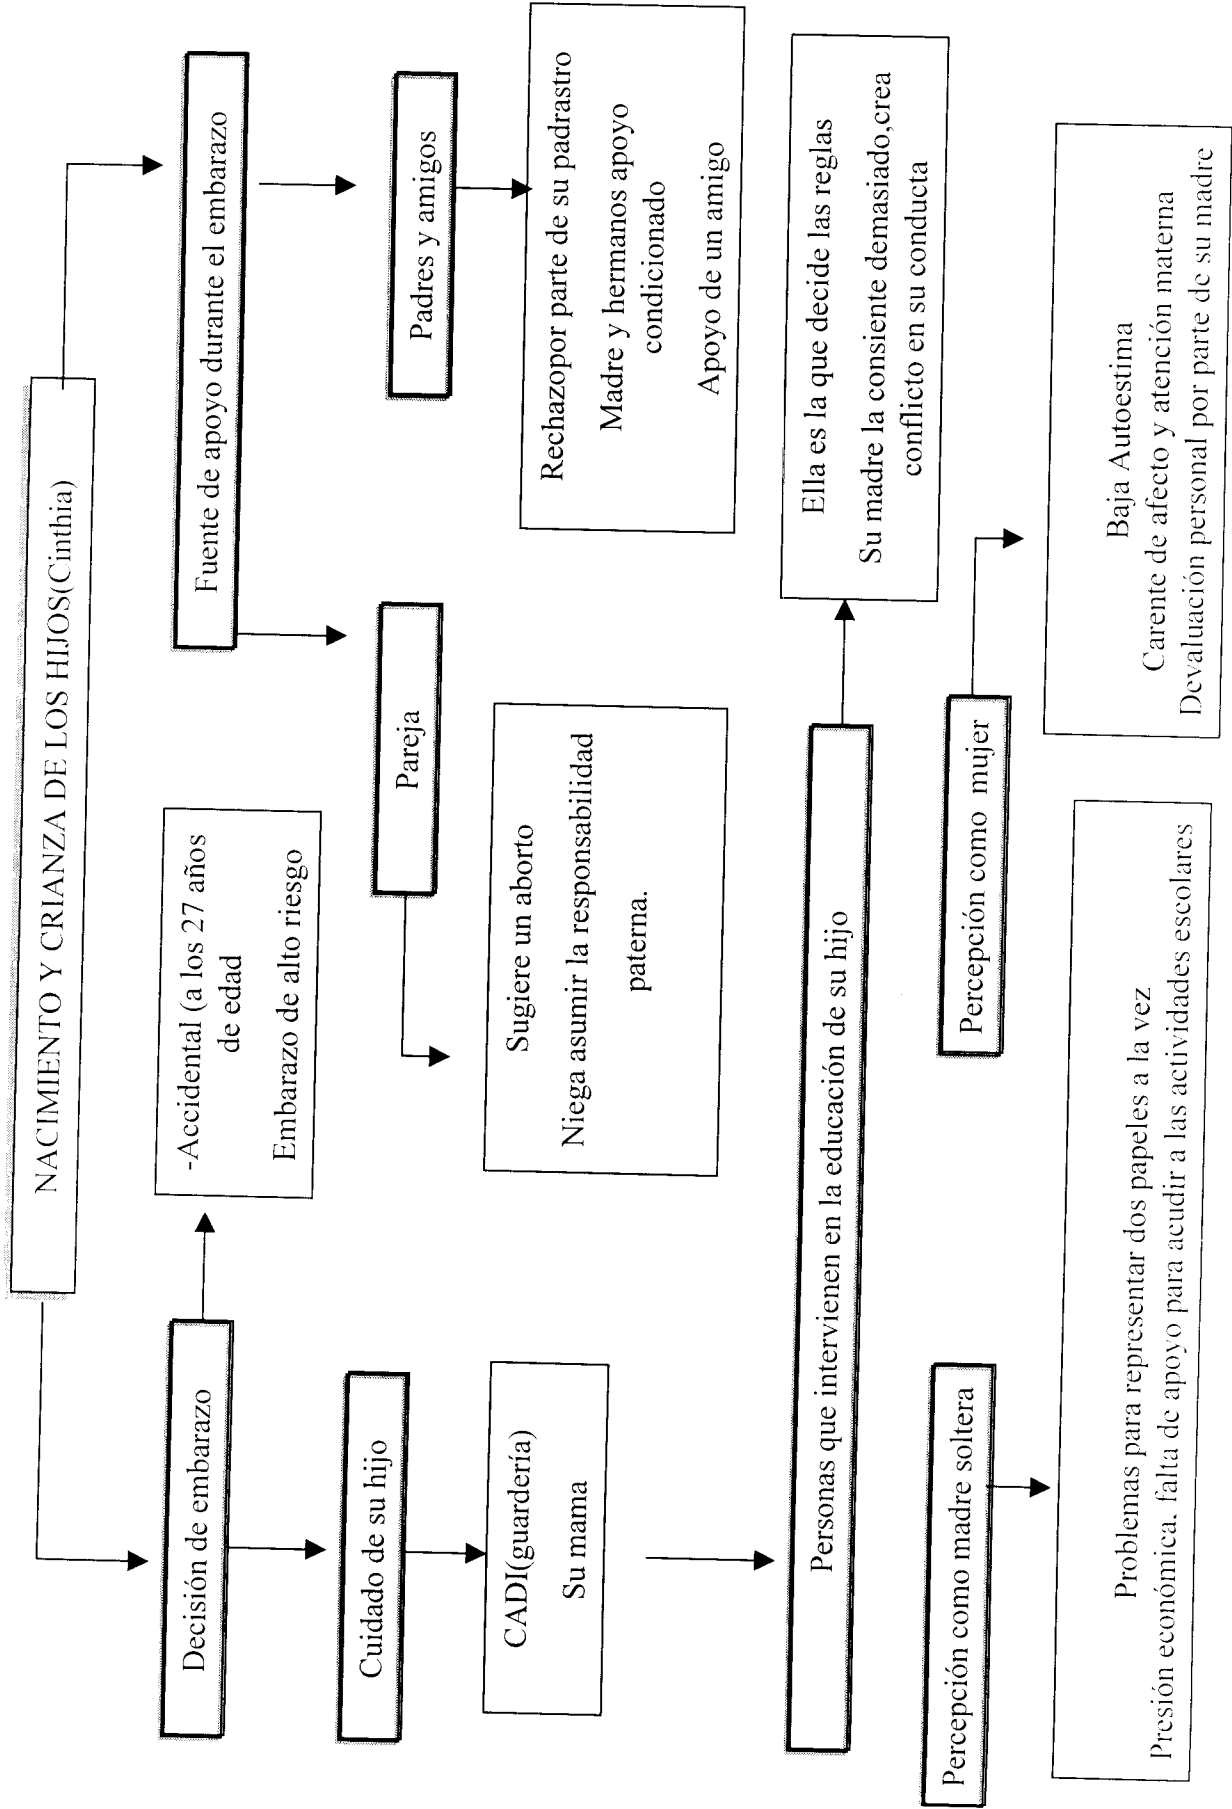 NACIMIENTO Y CRIANZA DE LOS HIJOS(Cinthia)
Decisión de embarazo
-Accidental (a los 27 años
de edad
Embarazo de alto riesgo
Fuente de apoyo durante el embarazo
Cuidado de su hijo
Pareja
Padres y amigos
CADI(guardería)
Su mama
Sugiere un aborto
Niega asumir la responsabilidad
paterna.
Rechazopor parte de su padrastro
Madre y hermanos apoyo
condicionado
Apoyo de un amigo
Personas que intervienen en la educación de su hijo
Ella es la que decide las reglas
Su madre la consiente demasiado,crea
conflicto en su conducta
Percepción como madre soltera
Percepción como mujer
Problemas para representar dos papeles a la vez
Presión económica, falta de apoyo para acudir a las actividades escolares
Baja Autoestima
Carente de afecto y atención materna
Devaluación personal por parte de su madre